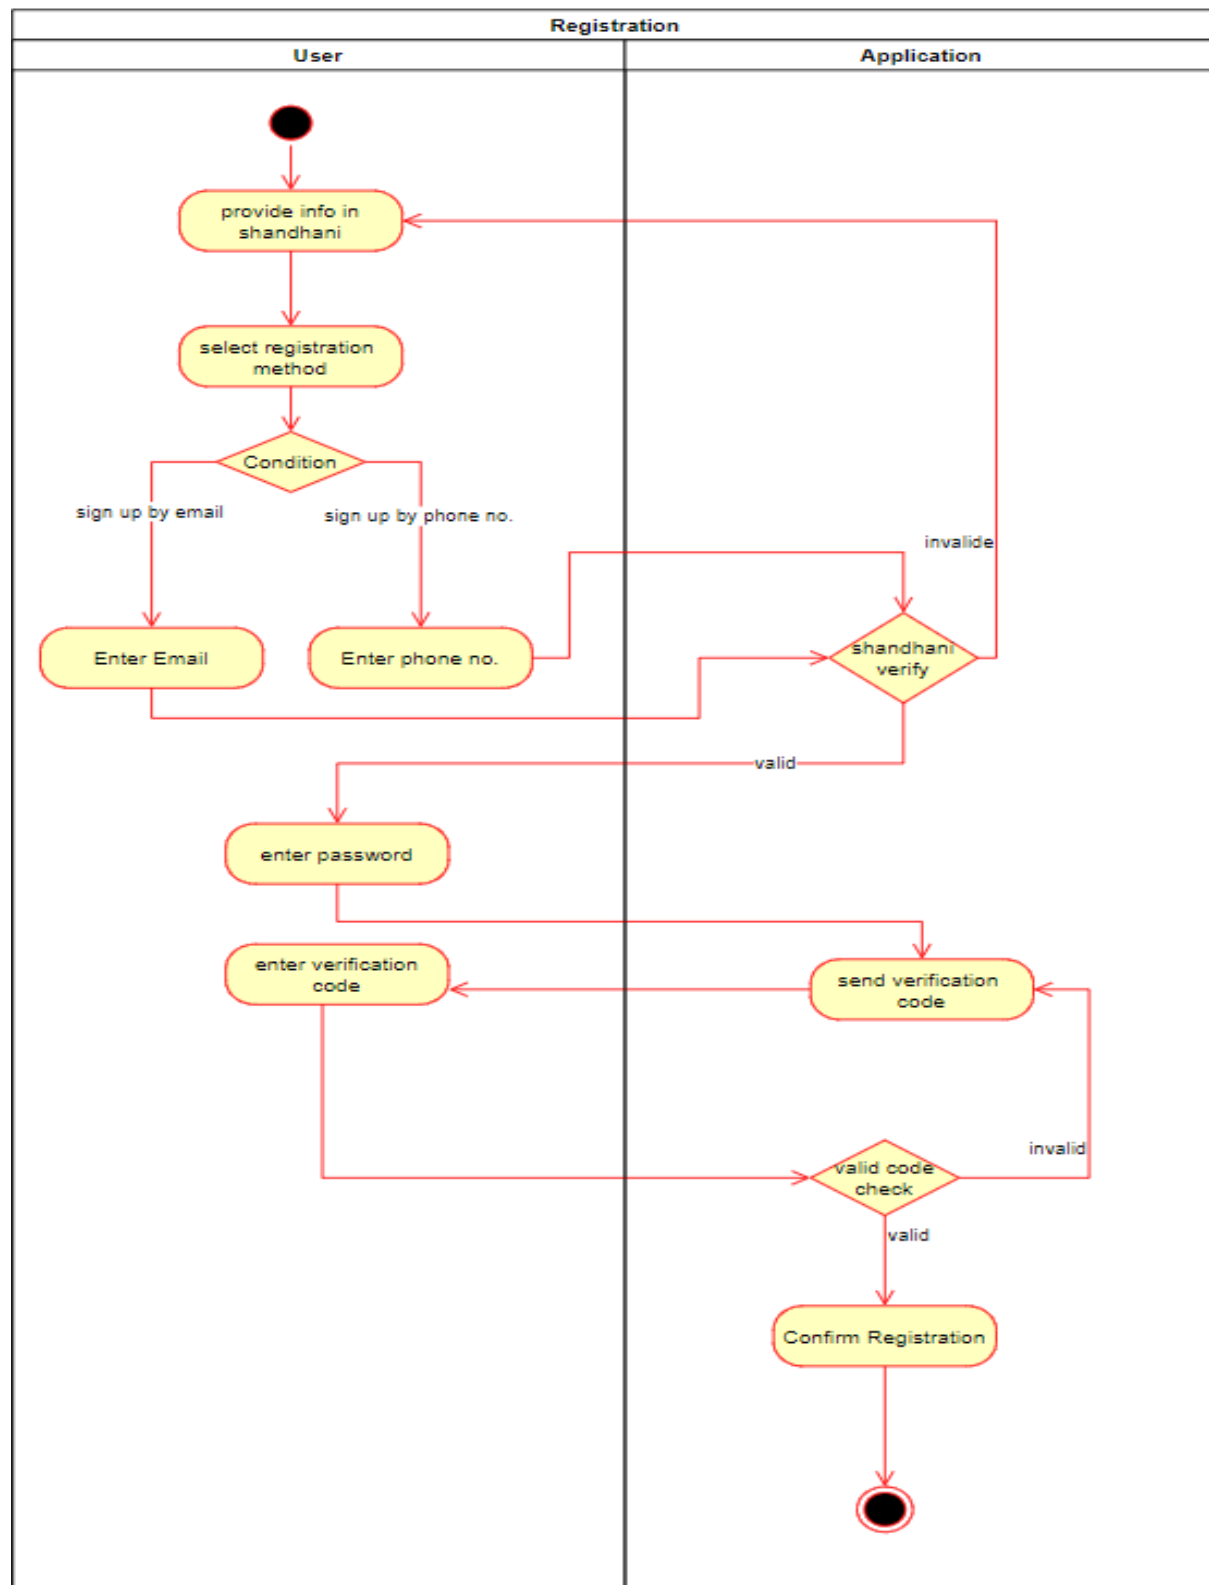 Registration
User
Application
provide info in
shandhani
select registration
method
Condition
sign up by email
sign up by phone no.
invalide
Enter Email
Enter phone no.
shandhani
verify
valid
enter password
enter verification
code
send verification
code
valid code
check
invalid
valid
Confirm Registration